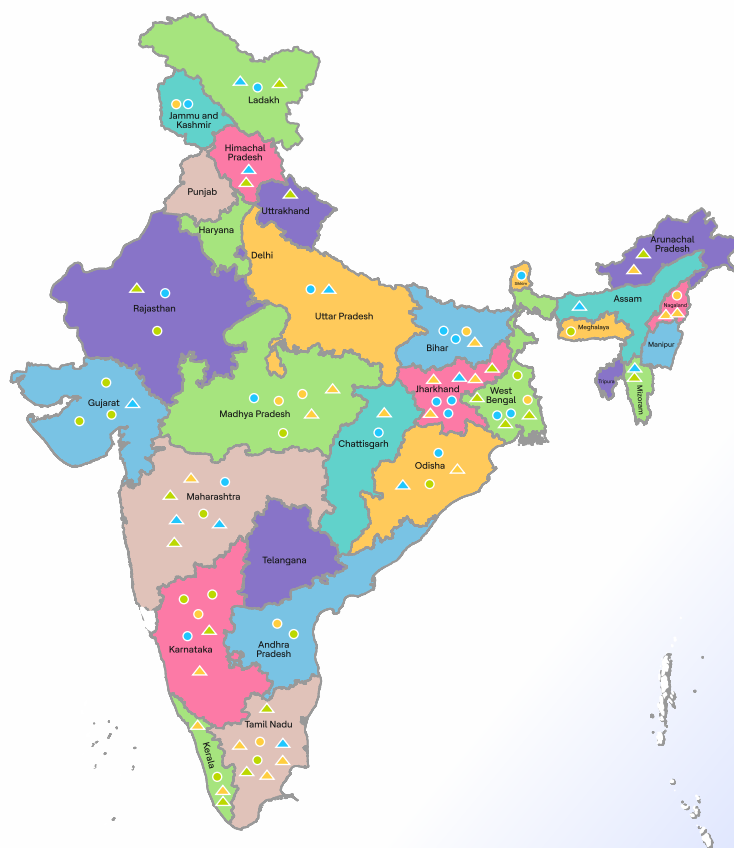 Ladakh
Jammu and
Kashmir
Himachal
Pradesh
Punjab
Uttrakhand
Haryana
Delhi
Arunachal
Pradesh
Sikkim
Assam
Nagaland
Rajasthan
Uttar Pradesh
Meghalaya
Bihar
Manipur
Tripura
Mizoram
Gujarat
Madhya Pradesh
Jharkhand
West
Bengal
Chattisgarh
Odisha
Maharashtra
Telangana
Karnataka
Andhra
Pradesh
Tamil Nadu
Kerala